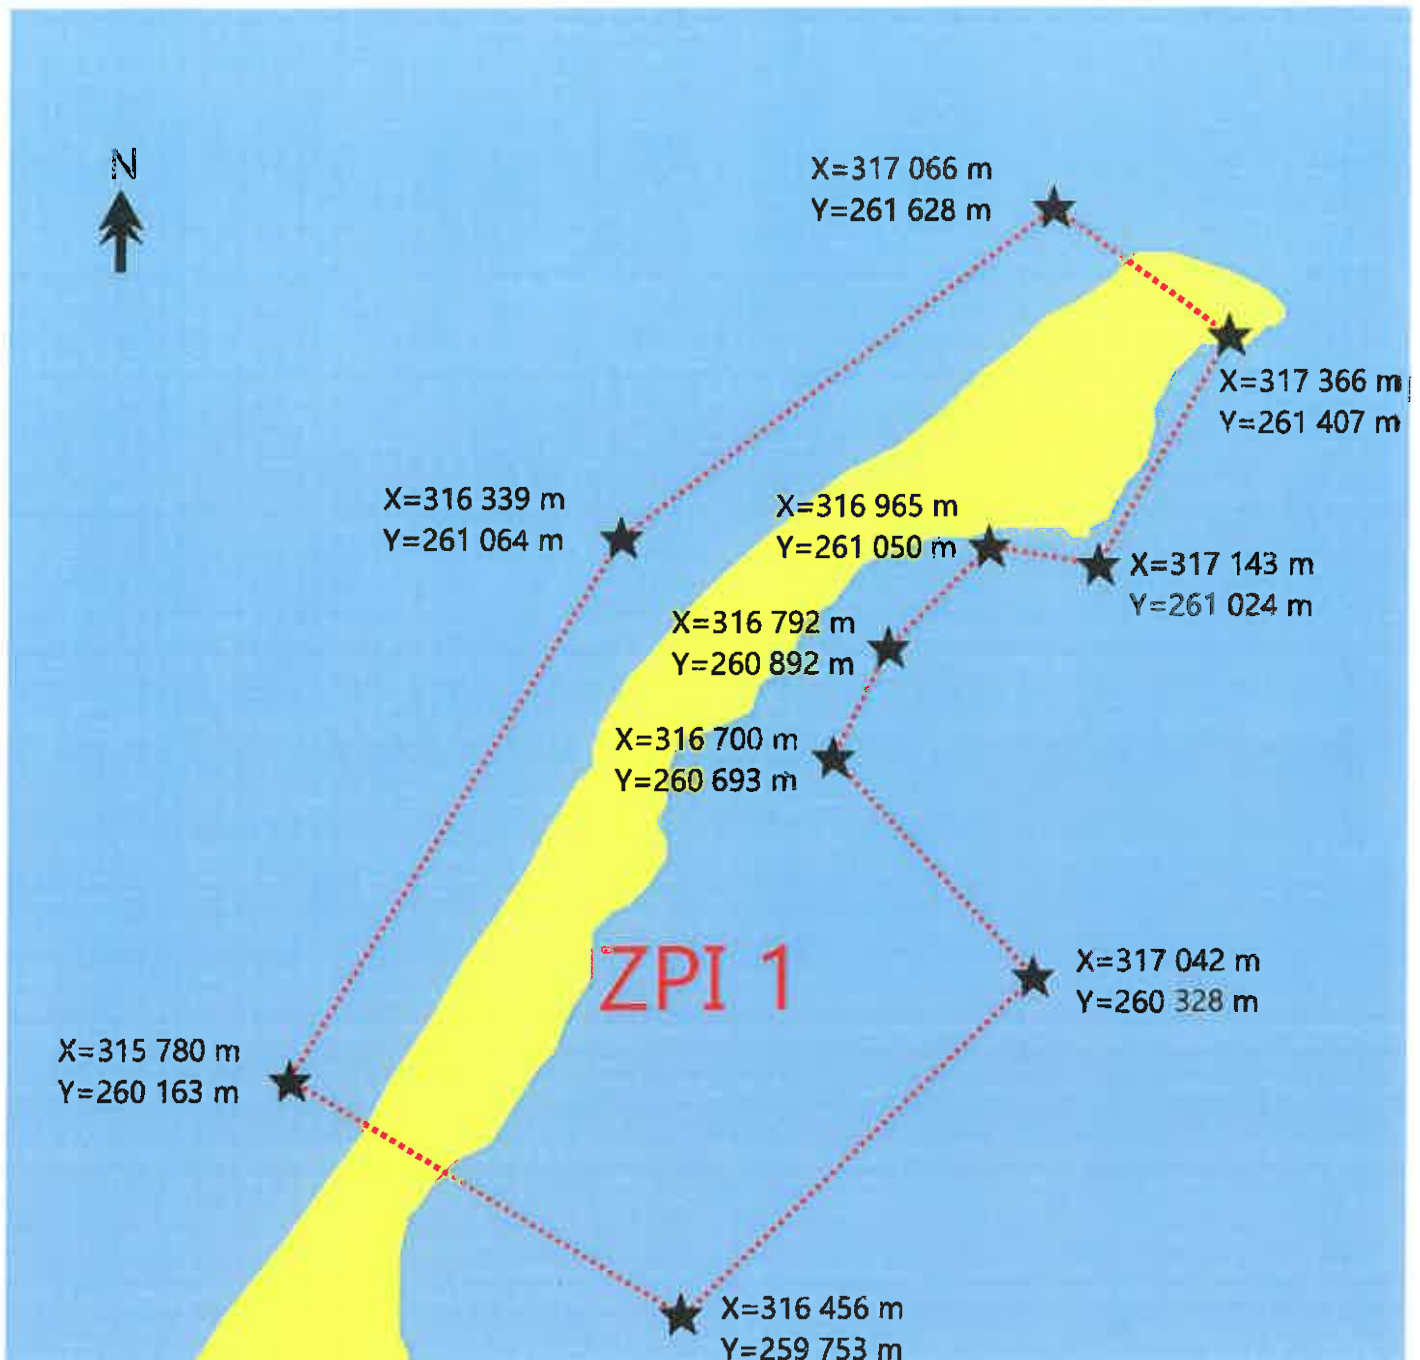 N
X=317 066 m
Y=261 628 m
X=317 366 m
Y=261 407 m
X=316 339 m
Y=261 064 m
X=316 965 m
Y=261 050 m
X=317 143 m
Y=261 024 m
X=316 792 m
Y=260 892 m
X=316 700 m
Y=260 693 m
ZPI 1
X=317 042 m
Y=260 328 m
X=315 780 m
Y=260 163 m
X=316 456 m
Y=259 753 m